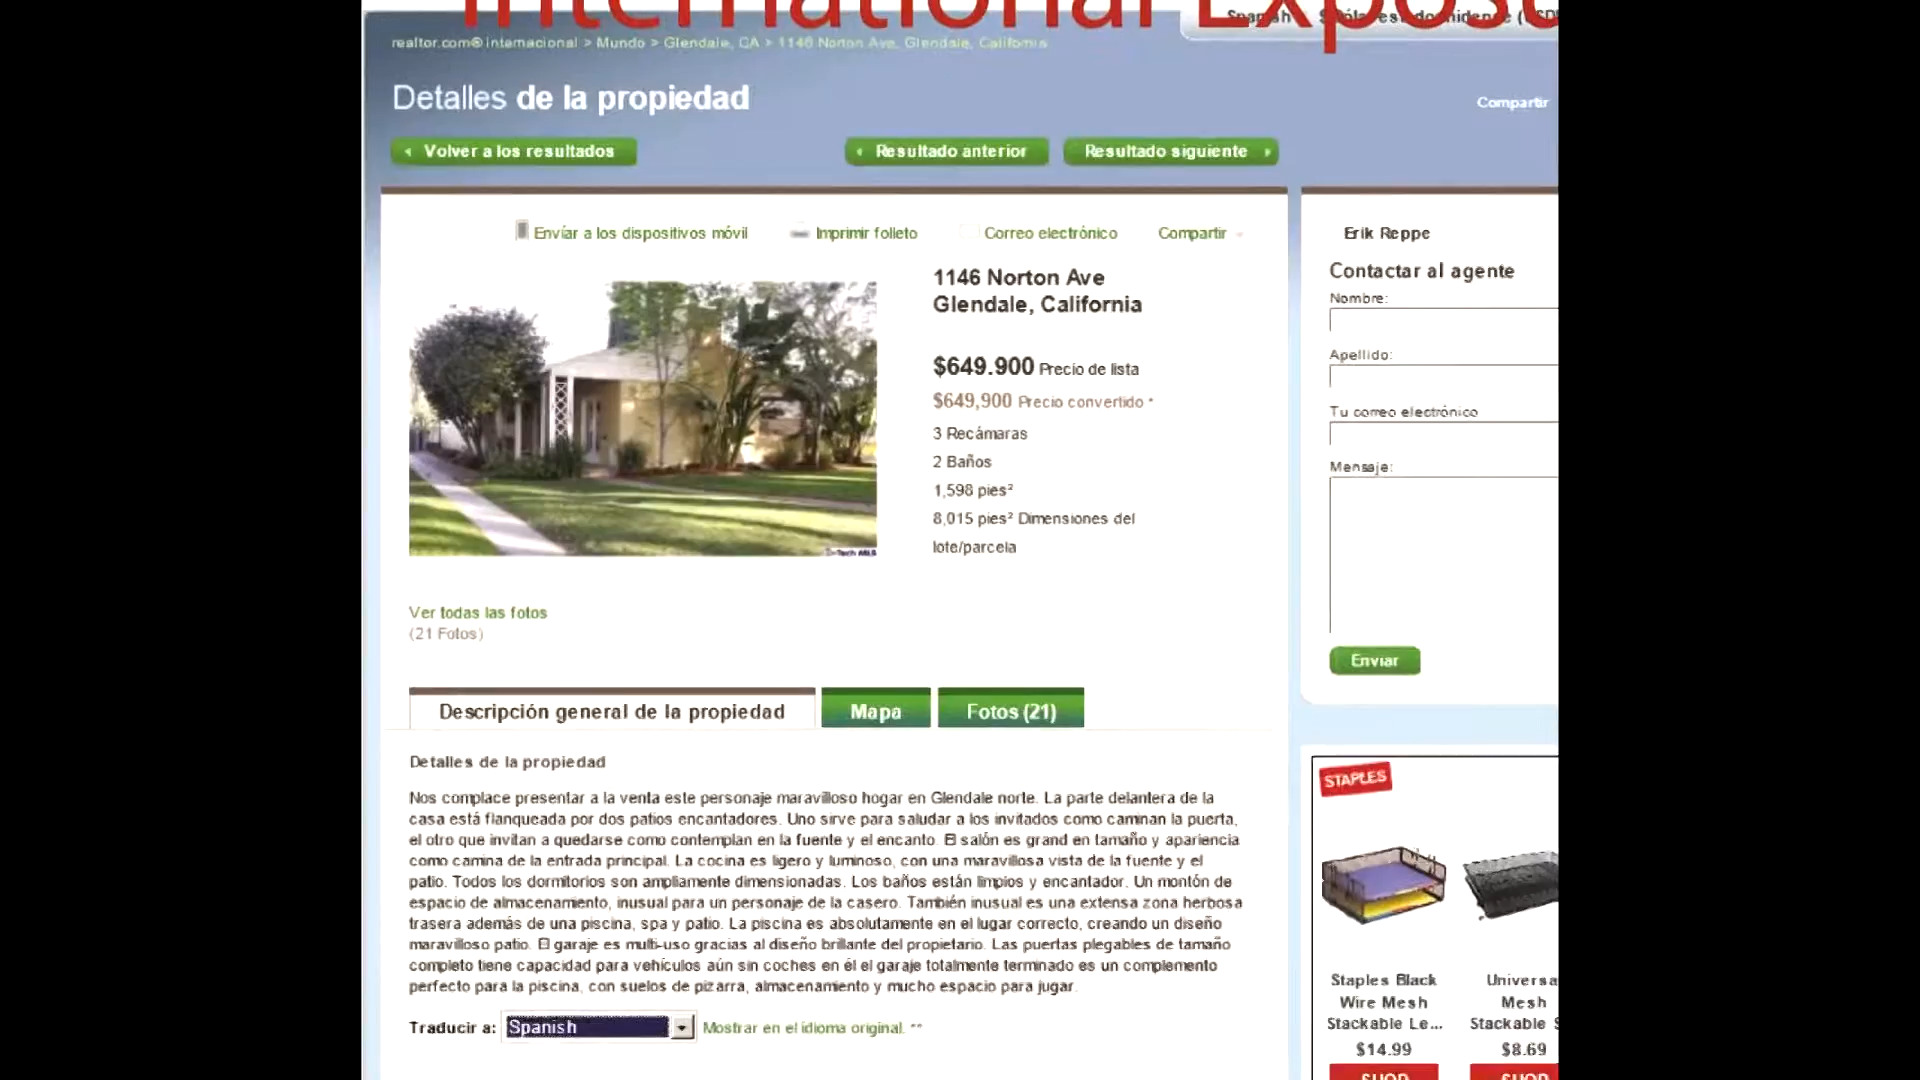 International
Spanish
realtor.com® Internacional > Mundo > Glendale, CA > 1146 Norton Ave, Glendale, California
Detalles de la propiedad
Compartir
Volver a los resultados
Resultado anterior
Resultado siguiente
Envíar a los dispositivos móvil
Imprimir folleto
Correo electrónico
Compartir
1146 Norton Ave
Glendale, California
$649.900 Precio de lista
$649,900 Precio convertido *
3 Recámaras
2 Baños
1,598 pies²
8,015 pies² Dimensiones del
lote/parcela
Ver todas las fotos
(21 Fotos)
Erik Reppe
Contactar al agente
Nombre:
Apellido:
Tu correo electrónico
Mensaje:
Enviar
Descripción general de la propiedad
Mapa
Fotos (21)
Detalles de la propiedad
Nos complace presentar a la venta este personaje maravilloso hogar en Glendale norte. La parte delantera de la
casa está flanqueada por dos patios encantadores. Uno sirve para saludar a los invitados como caminan la puerta,
el otro que invitan a quedarse como contemplan en la fuente y el encanto. El salón es grand en tamaño y apariencia
como camina de la entrada principal. La cocina es ligero y luminoso, con una maravillosa vista de la fuente y el
patio. Todos los dormitorios son ampliamente dimensionadas. Los baños están limpios y encantador. Un montón de
espacio de almacenamiento, inusual para un personaje de la casero. También inusual es una extensa zona herbosa
trasera además de una piscina, spa y patio. La piscina es absolutamente en el lugar correcto, creando un diseño
maravilloso patio. El garaje es multi-uso gracias al diseño brillante del propietario. Las puertas plegables de tamaño
completo tiene capacidad para vehículos aún sin coches en él el garaje totalmente terminado es un complemento
perfecto para la piscina, con suelos de pizarra, almacenamiento y mucho espacio para jugar.
Traducir a: Spanish Mostrar en el idioma original. **
STAPLES
Staples Black
Wire Mesh
Stackable Le...
$14.99
SHOP
Universa
Mesh
Stackable S
$8.69
SHOP